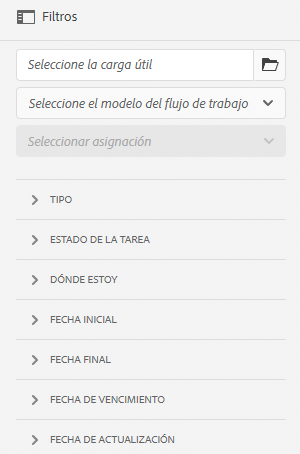 Filtros
Seleccione la carga útil
Seleccione el modelo del flujo de trabajo
Seleccionar asignación
TIPO
ESTADO DE LA TAREA
DÓNDE ESTOY
FECHA INICIAL
FECHA FINAL
FECHA DE VENCIMIENTO
FECHA DE ACTUALIZACIÓN